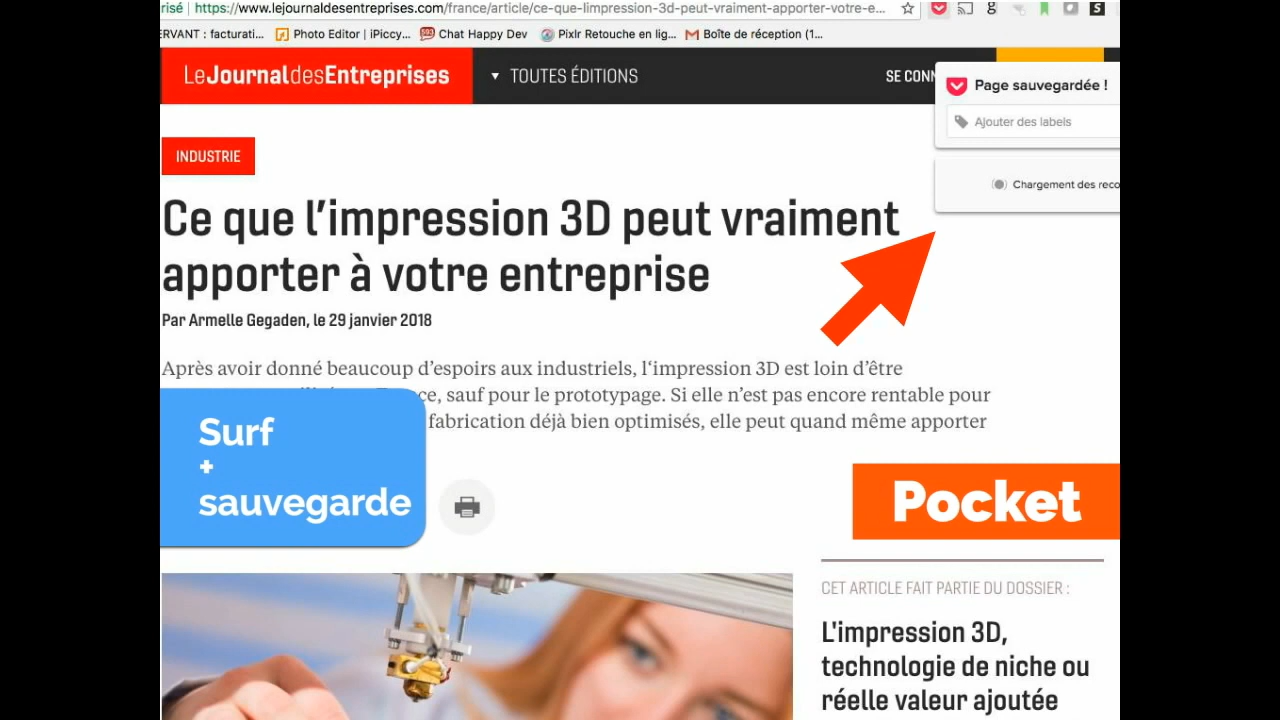 risé https://www.lejournaldesentreprises.com/france/article/ce-que-limpression-3d-peut-vraiment-apporter-votre-e...
RVANT : facturati... Photo Editor | iPiccy... Chat Happy Dev Pixlr Retouche en lig... Boîte de réception (1...
LeJournaldesEntreprises TOUTES ÉDITIONS SE CONN
Page sauvegardée !
Ajouter des labels
Chargement des reco
INDUSTRIE
Ce que l’impression 3D peut vraiment
apporter à votre entreprise
Par Armelle Gegaden, le 29 janvier 2018
Après avoir donné beaucoup d’espoirs aux industriels, l‘impression 3D est loin d’être
ce, sauf pour le prototypage. Si elle n’est pas encore rentable pour
fabrication déjà bien optimisés, elle peut quand même apporter
Surf
+
sauvegarde
Pocket
CET ARTICLE FAIT PARTIE DU DOSSIER :
L'impression 3D,
technologie de niche ou
réelle valeur ajoutée